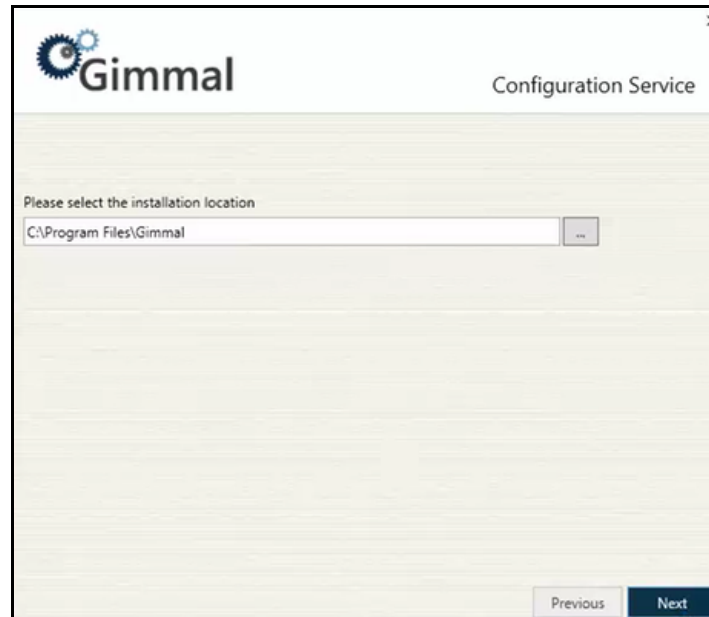 Gimmal
Configuration Service
Please select the installation location
C:\Program Files\Gimmal
...
Previous
Next